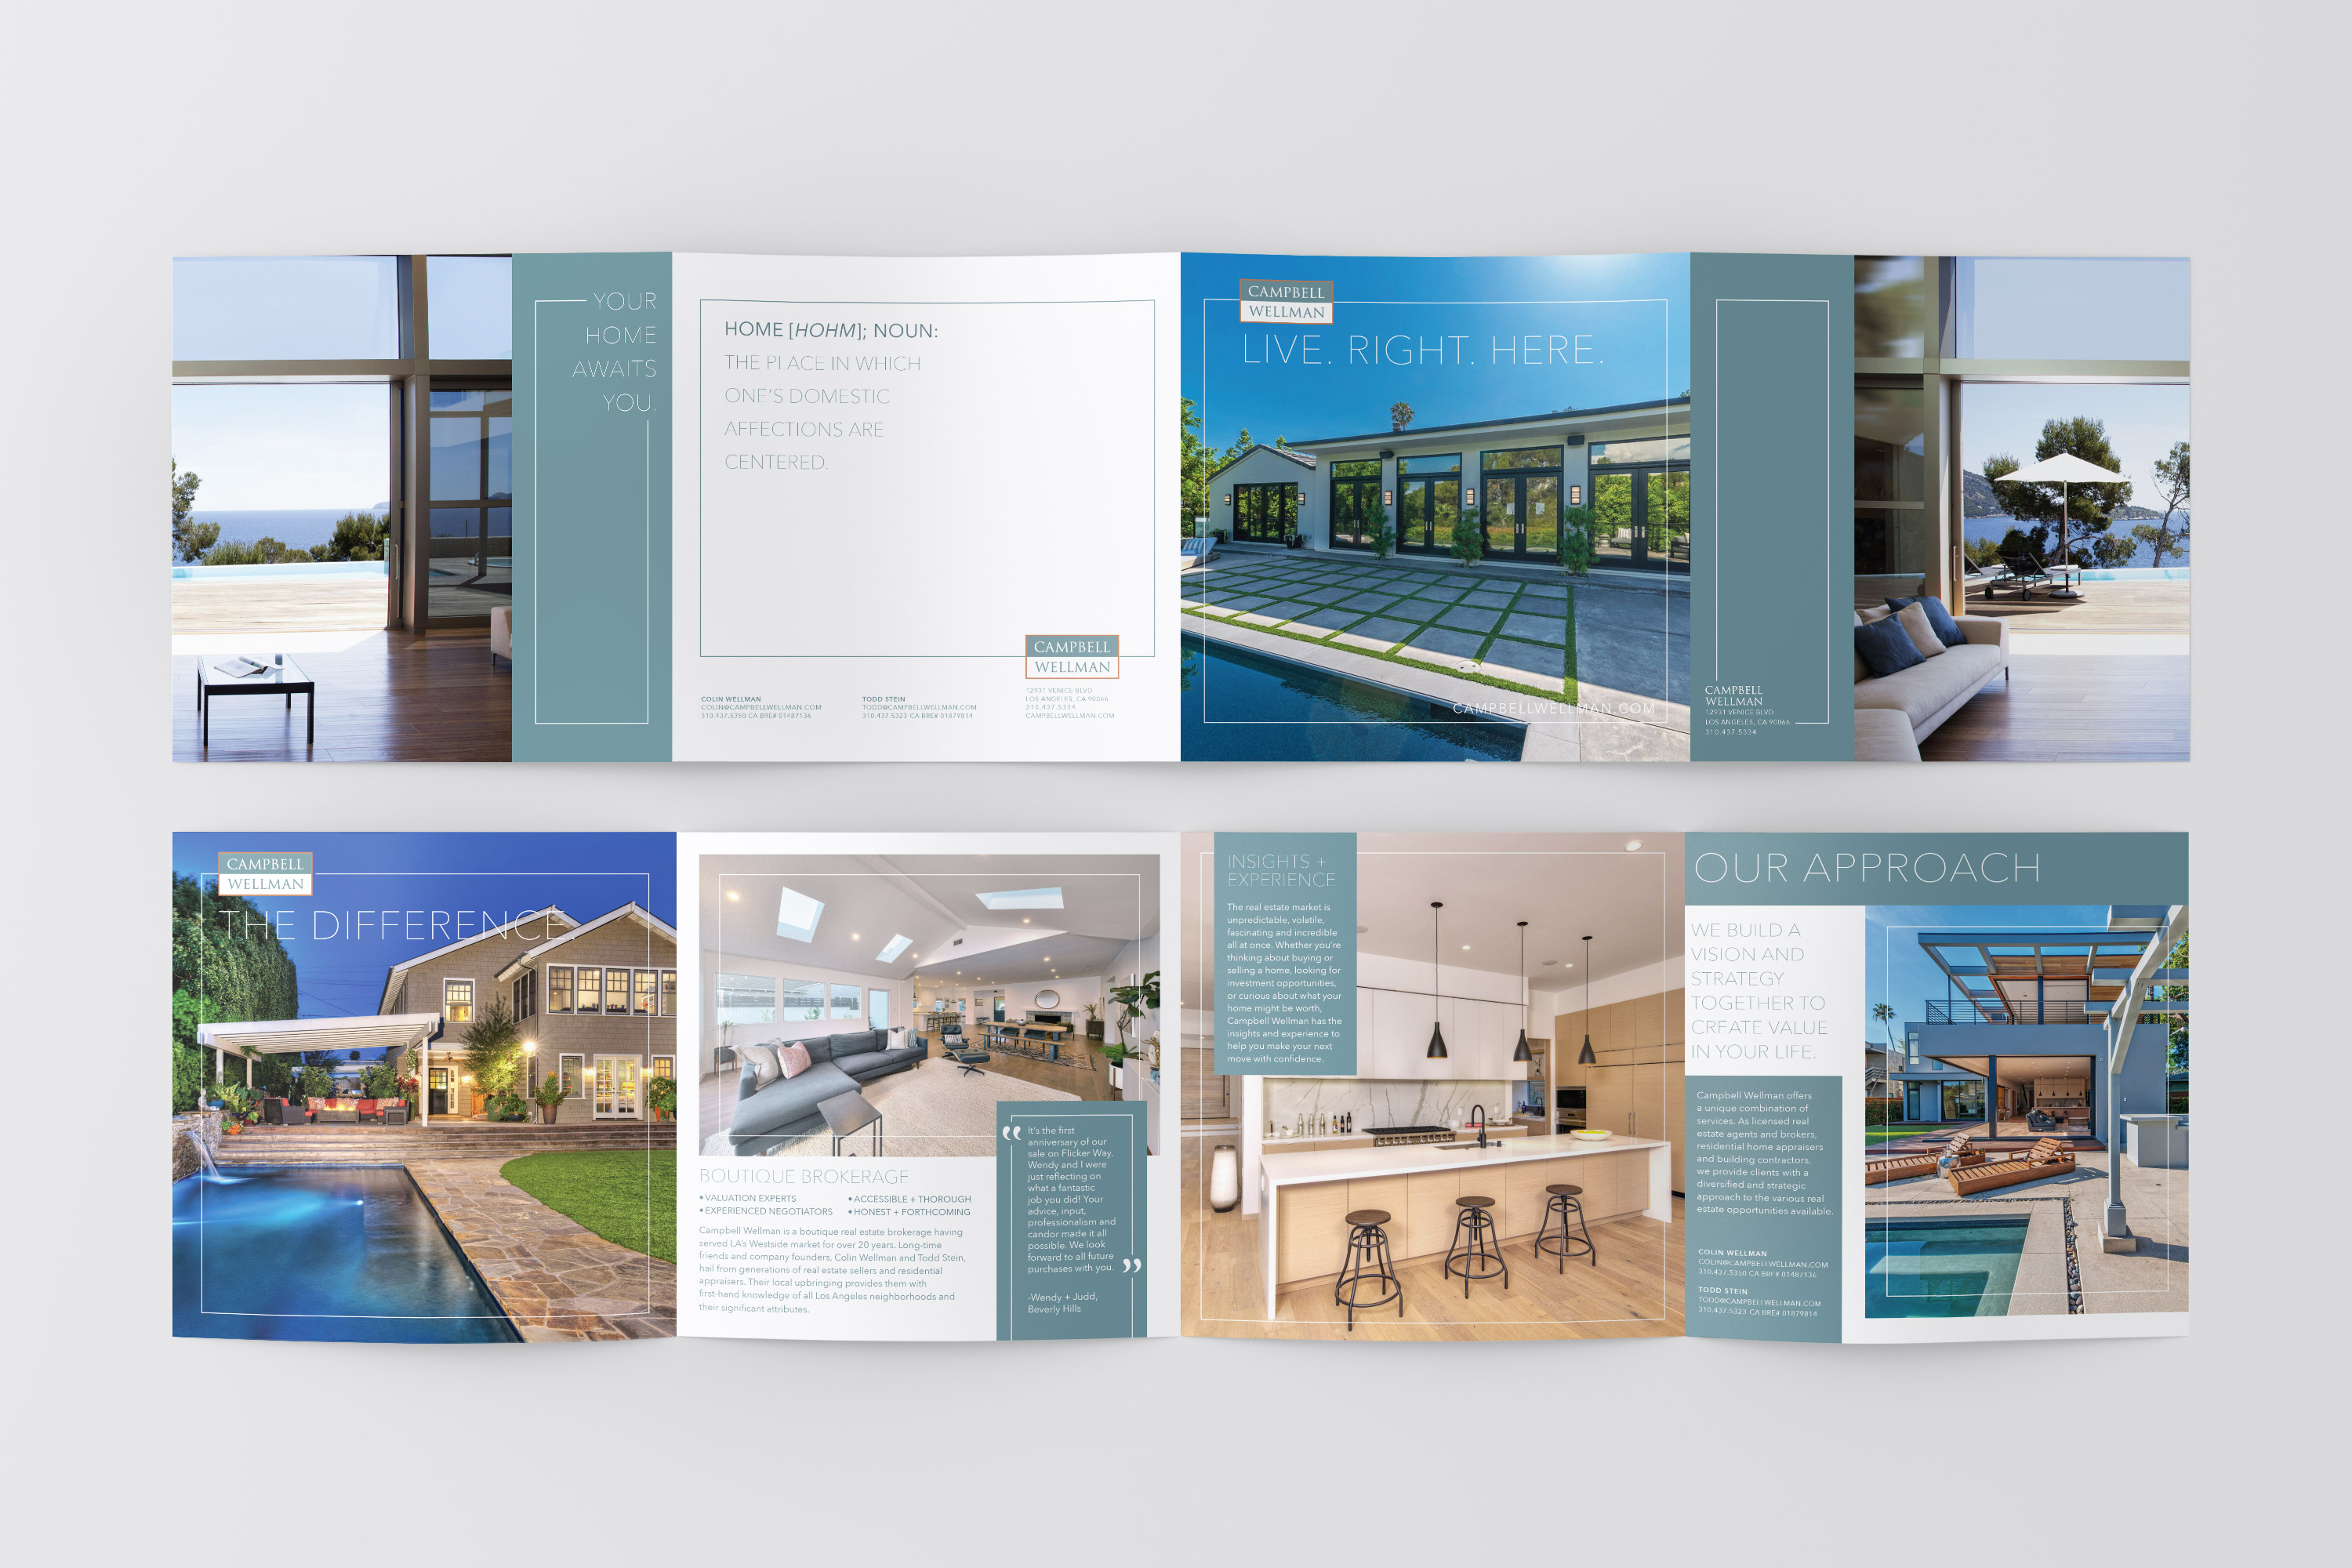 YOUR
HOME
AWAITS
YOU.
HOME [HOHM]; NOUN:
THE PLACE IN WHICH
ONE'S DOMESTIC
AFFECTIONS ARE
CENTERED.
CAMPBELL
WELLMAN
COLIN WELLMAN
COLIN@CAMPBELLWELLMAN.COM
310.437.5350 CA BRE# 01487136
TODD STEIN
TODD@CAMPBELLWELLMAN.COM
310.437.5323 CA BRE# 01879814
12931 VENICE BLVD
LOS ANGELES, CA 90066
310.437.5334
CAMPBELLWELLMAN.COM
CAMPBELL
WELLMAN
LIVE. RIGHT. HERE.
CAMPBELLWELLMAN.COM
CAMPBELL
WELLMAN
12931 VENICE BLVD
LOS ANGELES, CA 90066
310.437.5334
CAMPBELL
WELLMAN
THE DIFFERENCE.
BOUTIQUE BROKERAGE
• VALUATION EXPERTS
• EXPERIENCED NEGOTIATORS
• ACCESSIBLE + THOROUGH
• HONEST + FORTHCOMING
Campbell Wellman is a boutique real estate brokerage having
served LA's Westside market for over 20 years. Long-time
friends and company founders, Colin Wellman and Todd Stein,
hail from generations of real estate sellers and residential
appraisers. Their local upbringing provides them with
first-hand knowledge of all Los Angeles neighborhoods and
their significant attributes.
“ It's the first
anniversary of our
sale on Flicker Way.
Wendy and I were
just reflecting on
what a fantastic
job you did! Your
advice, input,
professionalism and
candor made it all
possible. We look
forward to all future
purchases with you. ”
-Wendy + Judd,
Beverly Hills
INSIGHTS +
EXPERIENCE
The real estate market is
unpredictable, volatile,
fascinating and incredible
all at once. Whether you're
thinking about buying or
selling a home, looking for
investment opportunities,
or curious about what your
home might be worth,
Campbell Wellman has the
insights and experience to
help you make your next
move with confidence.
OUR APPROACH
WE BUILD A
VISION AND
STRATEGY
TOGETHER TO
CREATE VALUE
IN YOUR LIFE.
Campbell Wellman offers
a unique combination of
services. As licensed real
estate agents and brokers,
residential home appraisers
and building contractors,
we provide clients with a
diversified and strategic
approach to the various real
estate opportunities available.
COLIN WELLMAN
COLIN@CAMPBELLWELLMAN.COM
310.437.5350 CA BRE# 01487136
TODD STEIN
TODD@CAMPBELLWELLMAN.COM
310.437.5323 CA BRE# 01879814